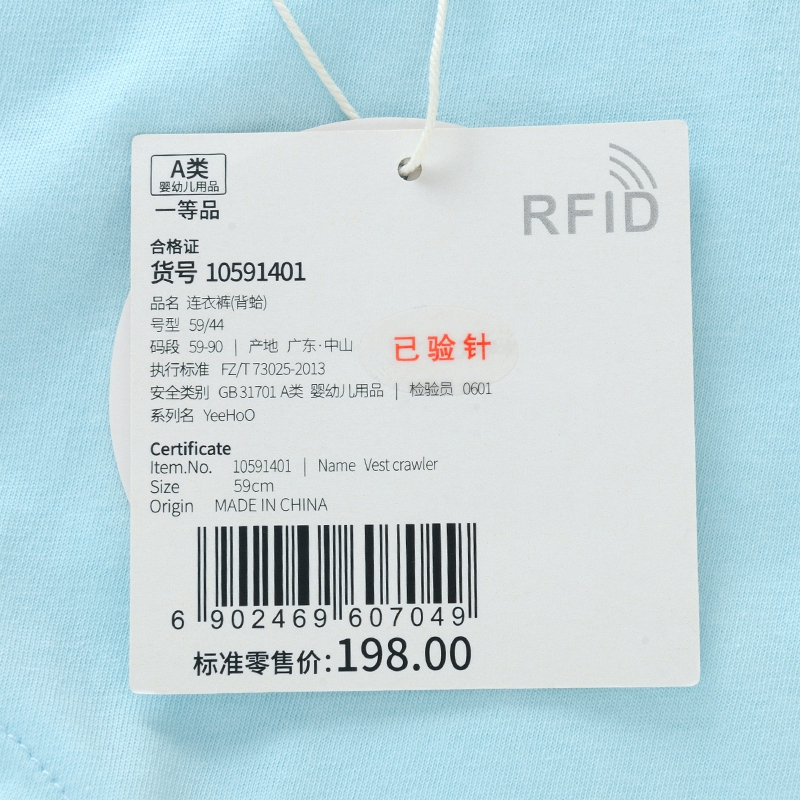 A类
婴幼儿用品
一等品
RFID
合格证
货号 10591401
品名 连衣裤(背蛤)
号型 59/44
码段 59-90 | 产地 广东·中山
已验针
执行标准 FZ/T 73025-2013
安全类别 GB 31701 A类 婴幼儿用品 | 检验员 0601
系列名 YeeHoO
Certificate
Item.No. 10591401 | Name Vest crawler
Size 59cm
Origin MADE IN CHINA
6 902469 607049
标准零售价:198.00